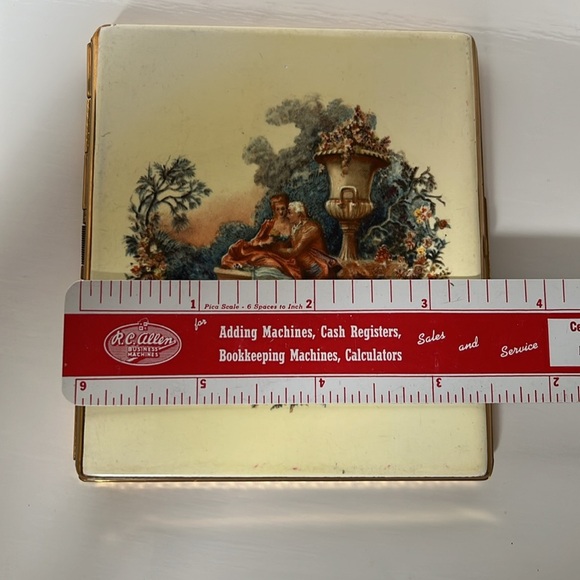 1 2 3 4
Pica Scale - 6 Spaces to Inch
R.C. Allen
BUSINESS
MACHINES
for
Adding Machines, Cash Registers,
Bookkeeping Machines, Calculators
Sales and Service
Ce
6 5 4 3 2